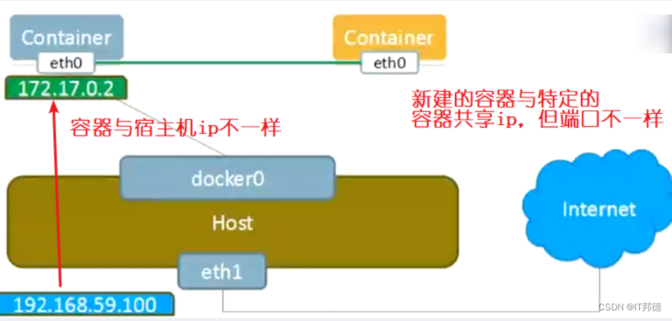 Container
Container
eth0
eth0
172.17.0.2
新建的容器与特定的
容器共享ip，但端口不一样
容器与宿主机ip不一样
docker0
Host
Internet
eth1
192.168.59.100
CSDN @IT邦德